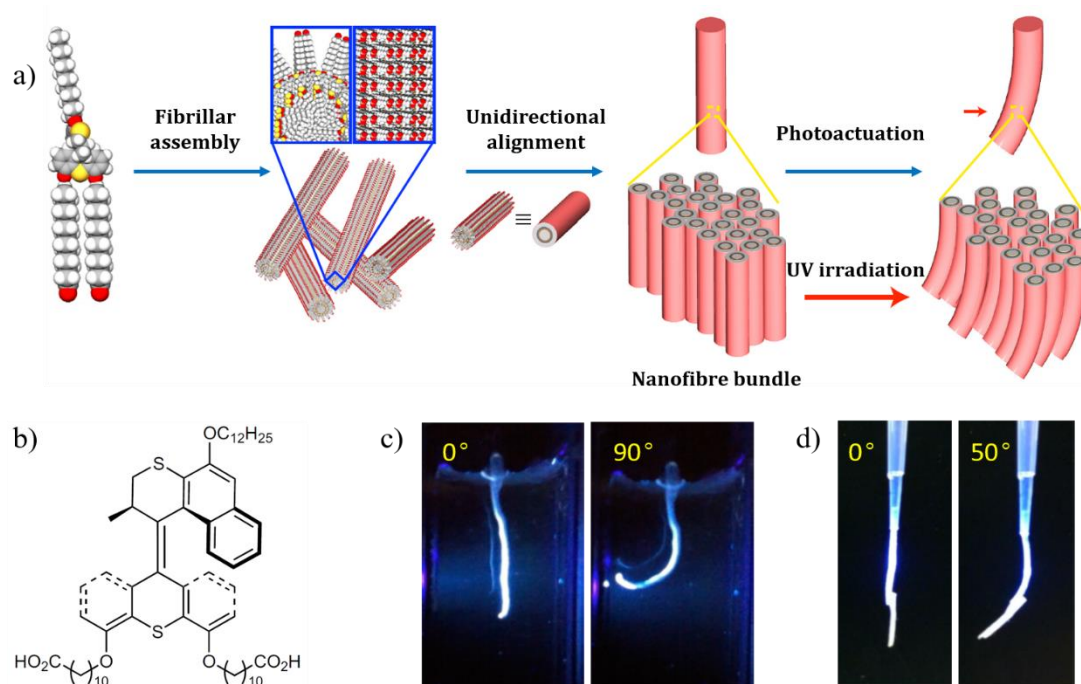 a)
Fibrillar
assembly
Unidirectional
alignment
≡
Photoactuation
UV irradiation
Nanofibre bundle
b)
OC12H25
S
S
HO2C
10
O
O
10
CO2H
c)
0°
90°
d)
0°
50°